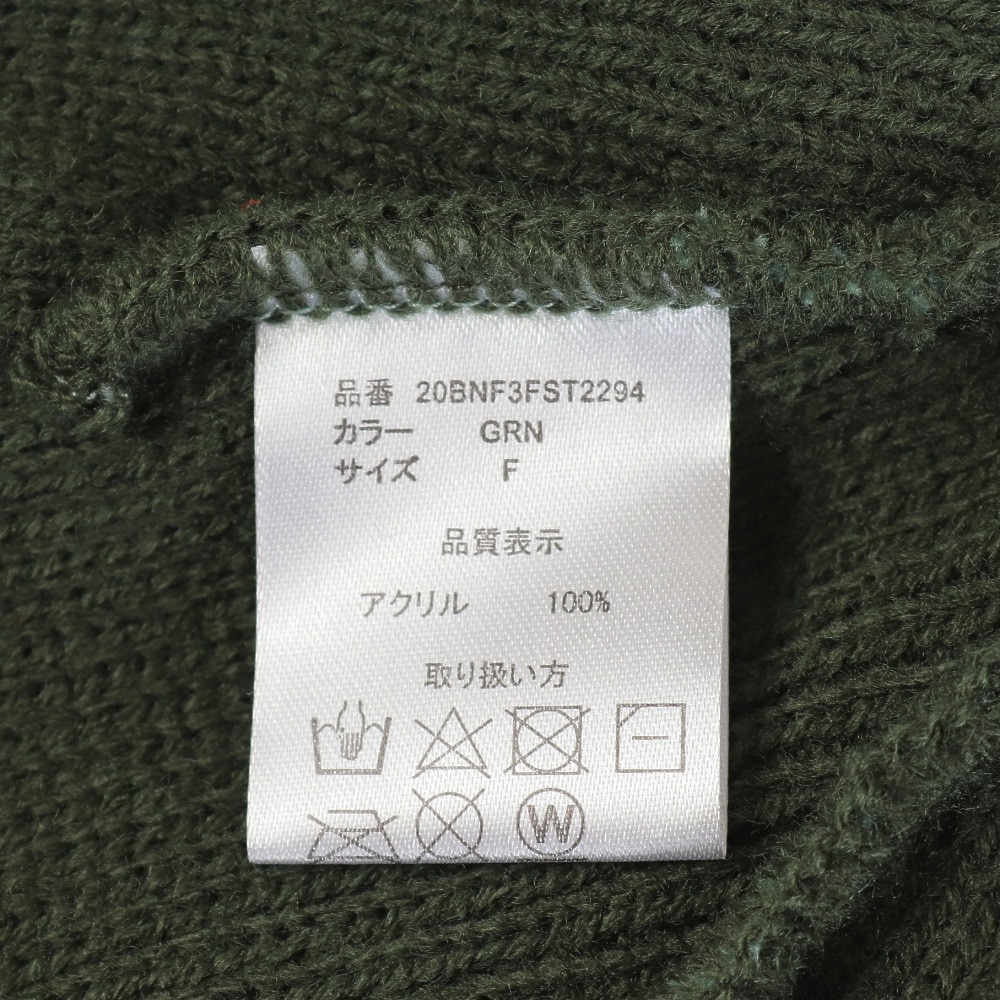 品番 20BNF3FST2294
カラー GRN
サイズ F
品質表示
アクリル 100%
取り扱い方
W